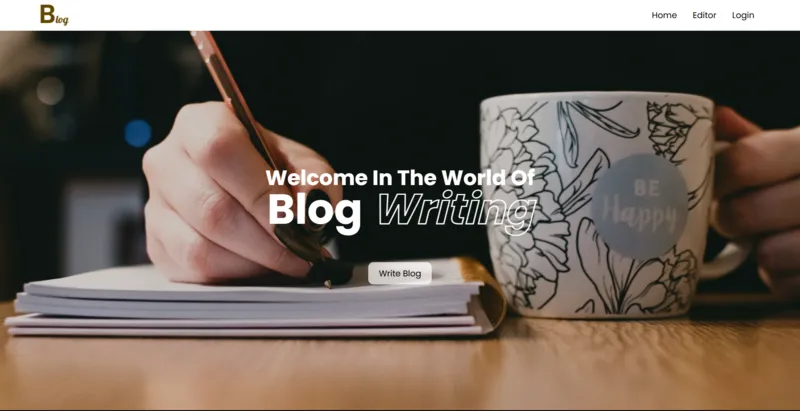 Blog
Home Editor Login
Welcome In The World Of
Blog Writing
BE
Happy
Write Blog